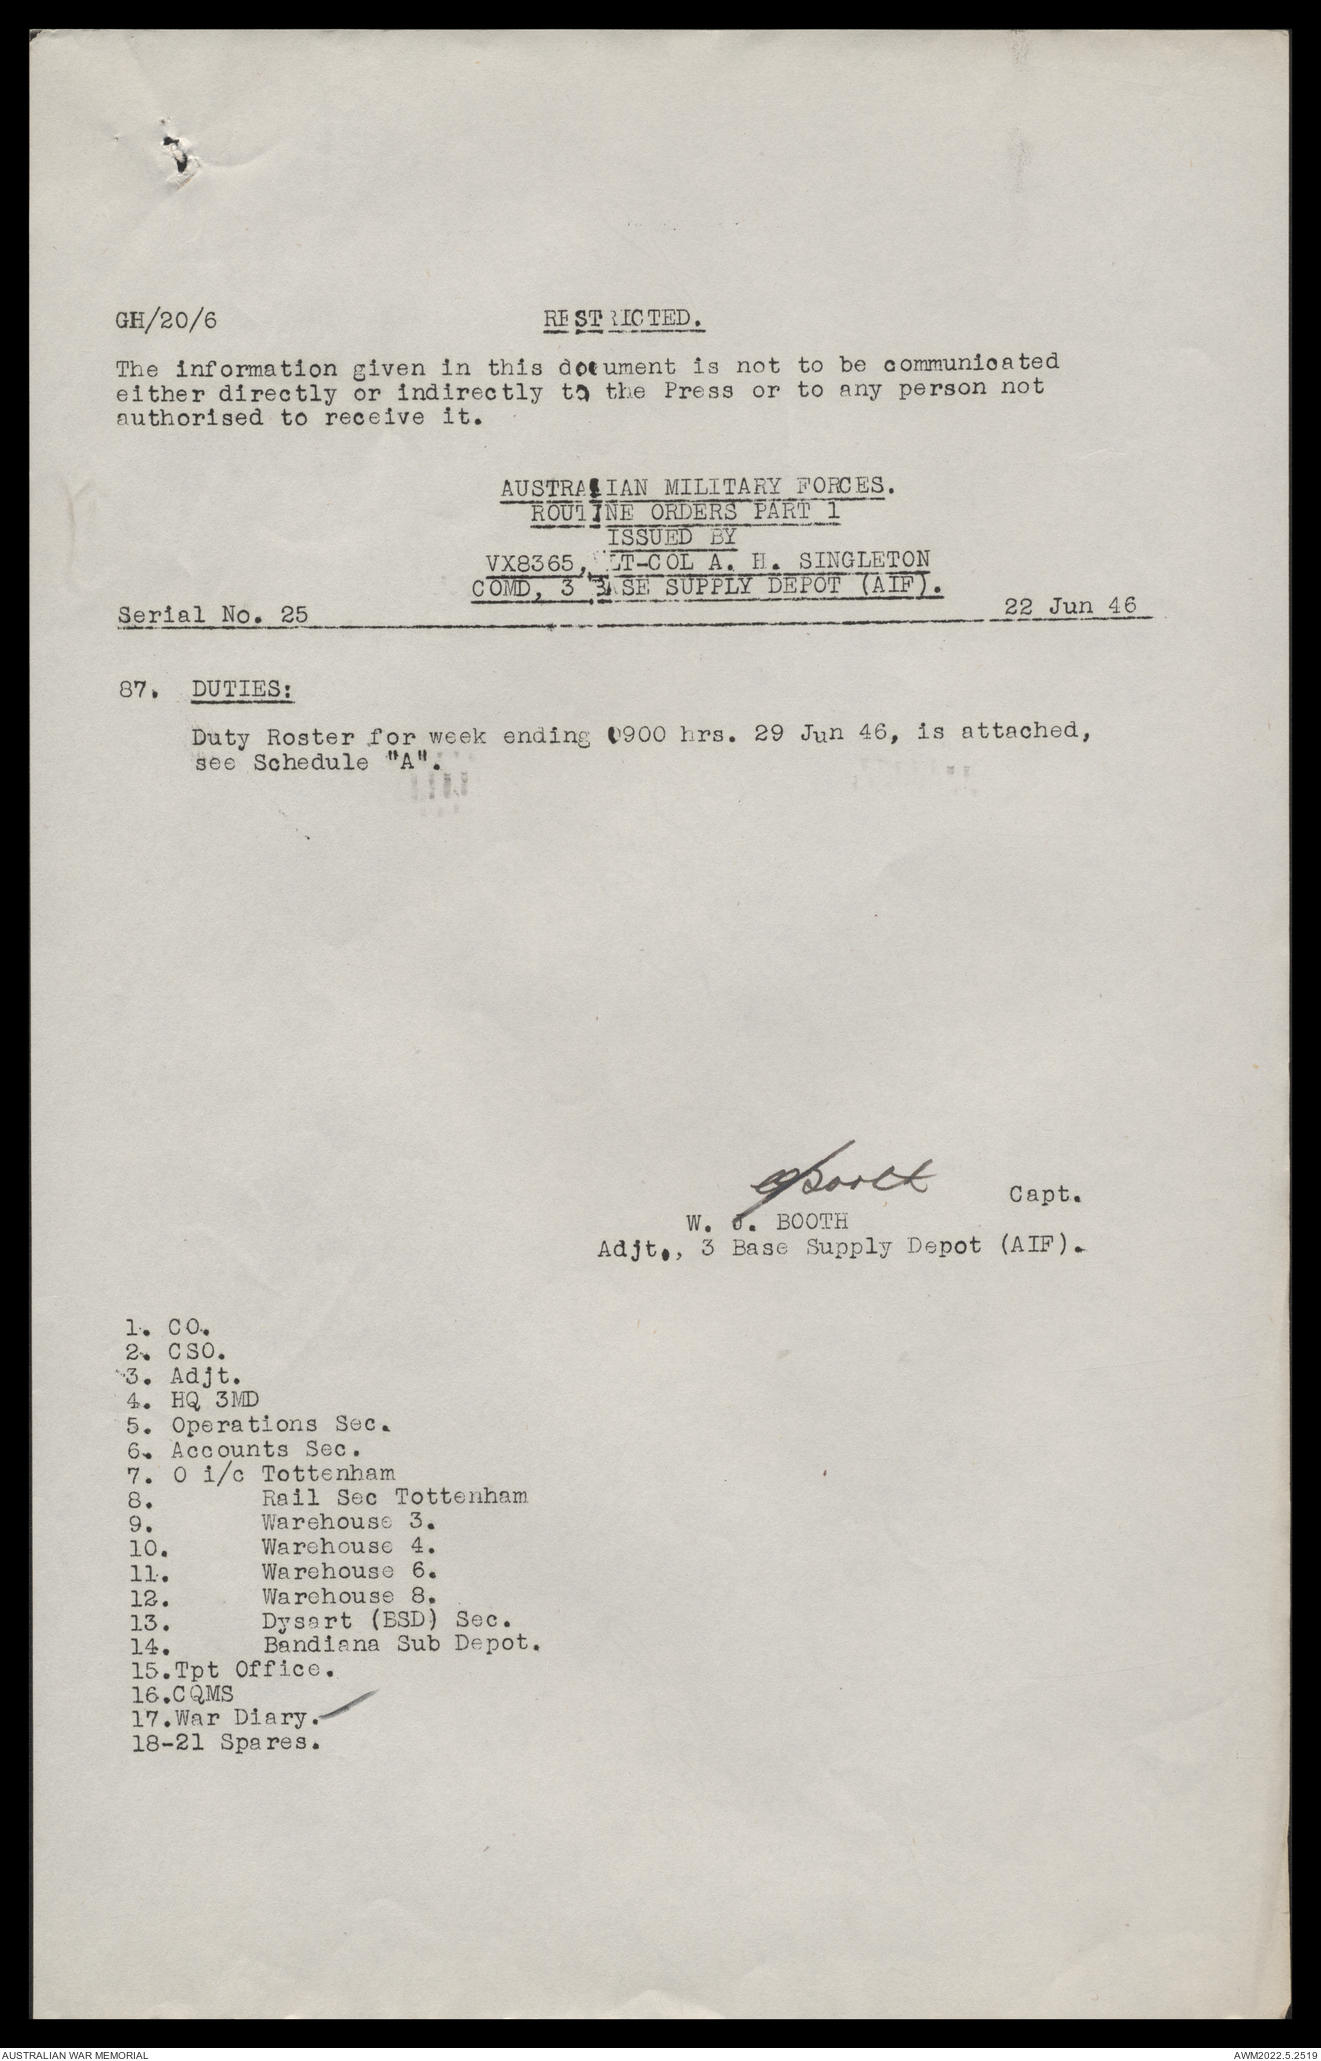 GH/20/6 RESTRICTED.
The information given in this document is not to be communicated
either directly or indirectly to the Press or to any person not
authorised to receive it.
AUSTRALIAN MILITARY FORCES.
ROUTINE ORDERS PART 1
ISSUED BY
VX8365, LT-COL A. H. SINGLETON
COMD, 3 BASE SUPPLY DEPOT (AIF).
Serial No. 25 22 Jun 46
87. DUTIES:
Duty Roster for week ending 0900 hrs. 29 Jun 46, is attached,
see Schedule "A".
Booth Capt.
W. J. BOOTH
Adjt., 3 Base Supply Depot (AIF).
1. CO.
2. CSO.
3. Adjt.
4. HQ 3MD
5. Operations Sec.
6. Accounts Sec.
7. O i/c Tottenham
8. Rail Sec Tottenham
9. Warehouse 3.
10. Warehouse 4.
11. Warehouse 6.
12. Warehouse 8.
13. Dysart (BSD) Sec.
14. Bandiana Sub Depot.
15.Tpt Office.
16.CQMS
17.War Diary.
18-21 Spares.
AUSTRALIAN WAR MEMORIAL AWM2022.5.2519